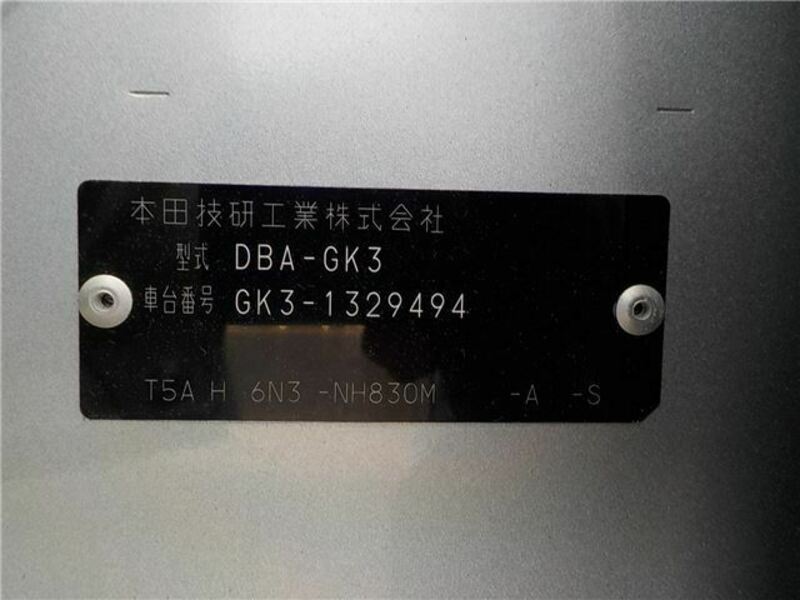 本田技研工業株式会社
型式 DBA-GK3
車台番号 GK3-1329494
T5A H 6N3 -NH830M -A -S